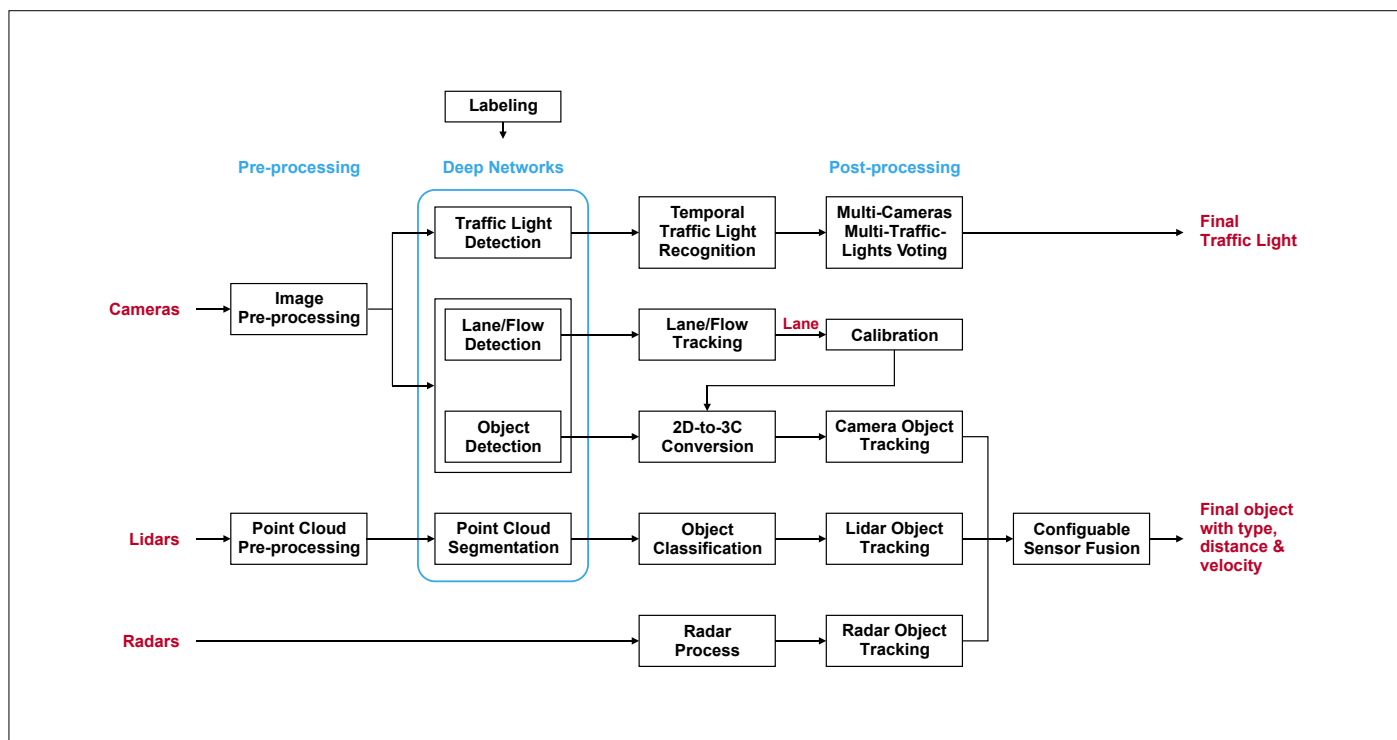 Labeling
Pre-processing
Deep Networks
Post-processing
Traffic Light
Detection
Temporal
Traffic Light
Recognition
Multi-Cameras
Multi-Traffic-
Lights Voting
Final
Traffic Light
Cameras
Image
Pre-processing
Lane/Flow
Detection
Lane/Flow
Tracking
Lane
Calibration
Object
Detection
2D-to-3C
Conversion
Camera Object
Tracking
Lidars
Point Cloud
Pre-processing
Point Cloud
Segmentation
Object
Classification
Lidar Object
Tracking
Configuable
Sensor Fusion
Final object
with type,
distance &
velocity
Radars
Radar
Process
Radar Object
Tracking